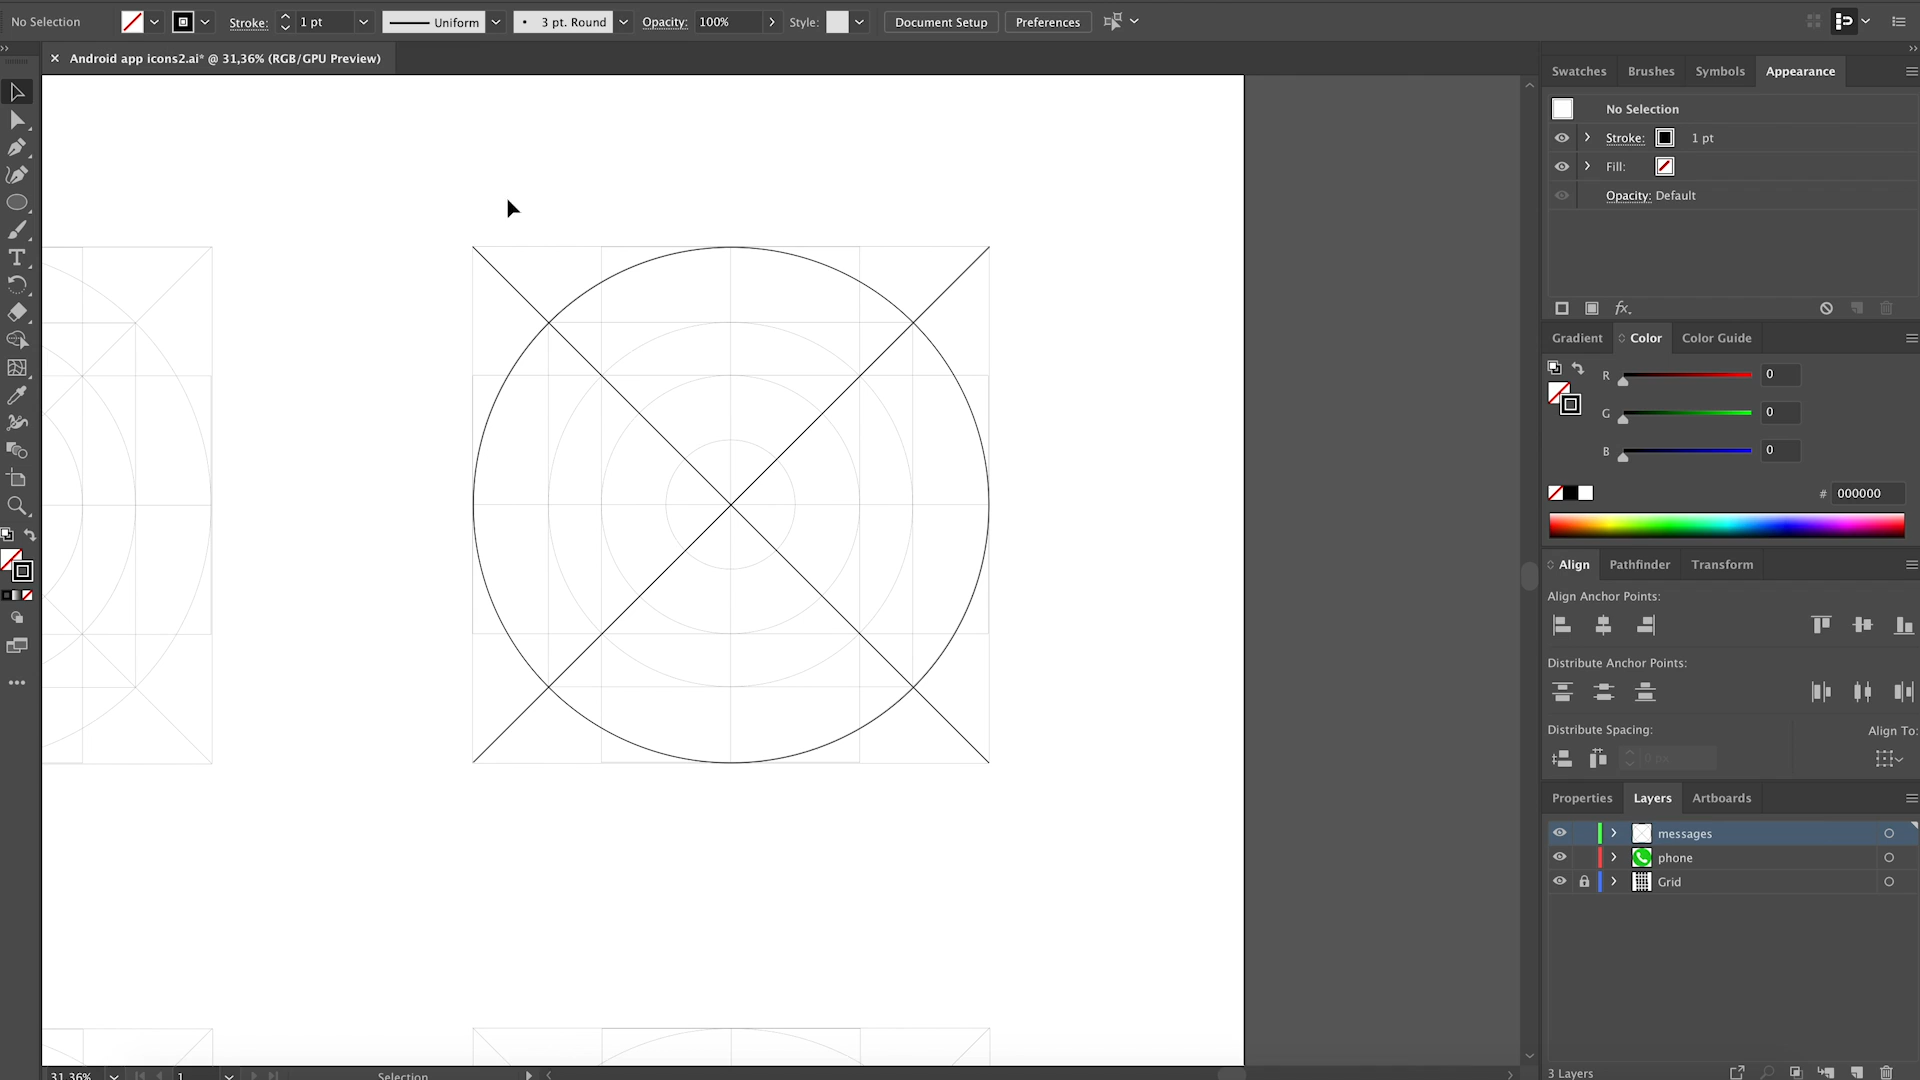 No Selection Stroke: 1 pt Uniform 3 pt. Round Opacity: 100% Style: Document Setup Preferences
Android app icons2.ai* @ 31,36% (RGB/GPU Preview)
Swatches Brushes Symbols Appearance
No Selection
Stroke: 1 pt
Fill:
Opacity: Default
fx
Gradient Color Color Guide
R 0
G 0
B 0
# 000000
Align Pathfinder Transform
Align Anchor Points:
Distribute Anchor Points:
Distribute Spacing: Align To:
0 px
Properties Layers Artboards
messages
phone
Grid
3 Layers
31,36% 1 Selection